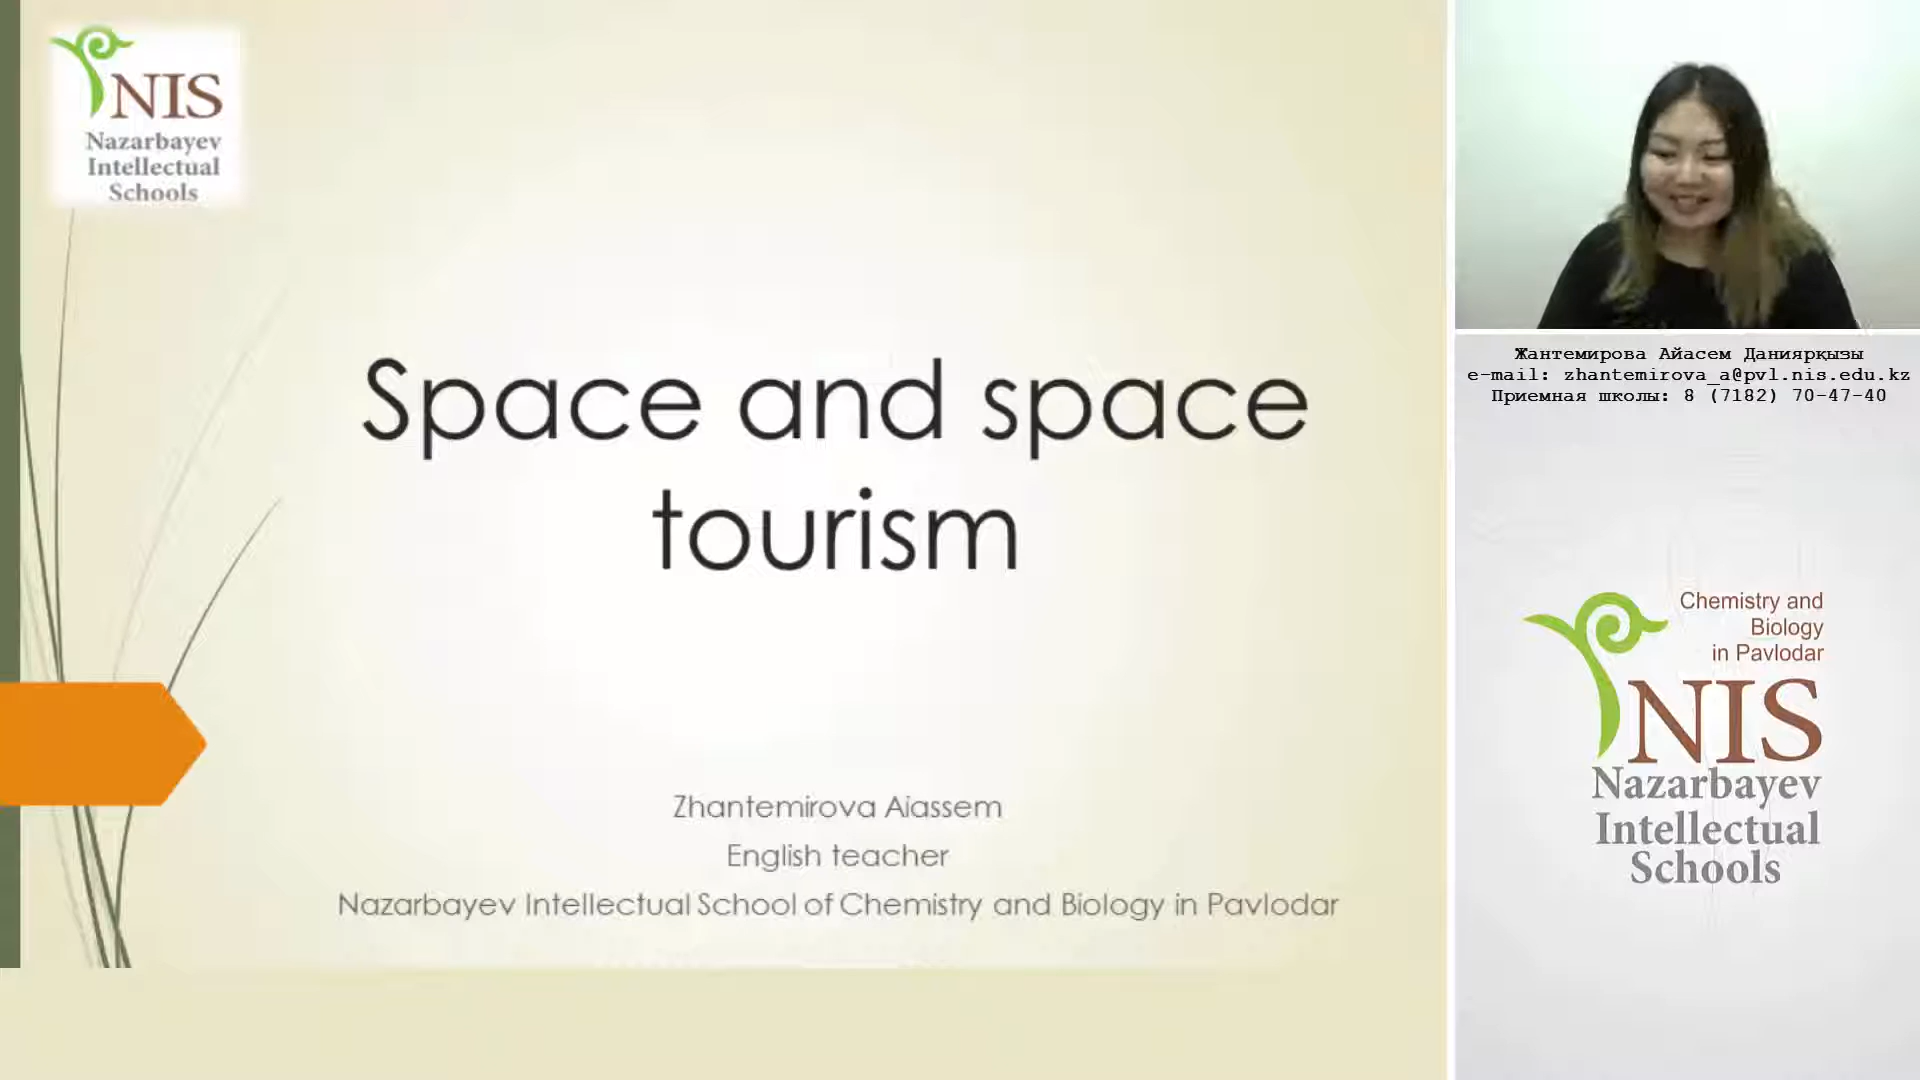 NIS
Nazarbayev
Intellectual
Schools
Space and space
tourism
Zhantemirova Aiassem
English teacher
Nazarbayev Intellectual School of Chemistry and Biology in Pavlodar
Жантемирова Айасем Даниярқызы
e-mail: zhantemirova_a@pvl.nis.edu.kz
Приемная школы: 8 (7182) 70-47-40
Chemistry and
Biology
in Pavlodar
NIS
Nazarbayev
Intellectual
Schools